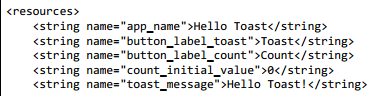 <resources>
    <string name="app_name">Hello Toast</string>
    <string name="button_label_toast">Toast</string>
    <string name="button_label_count">Count</string>
    <string name="count_initial_value">0</string>
    <string name="toast_message">Hello Toast!</string>